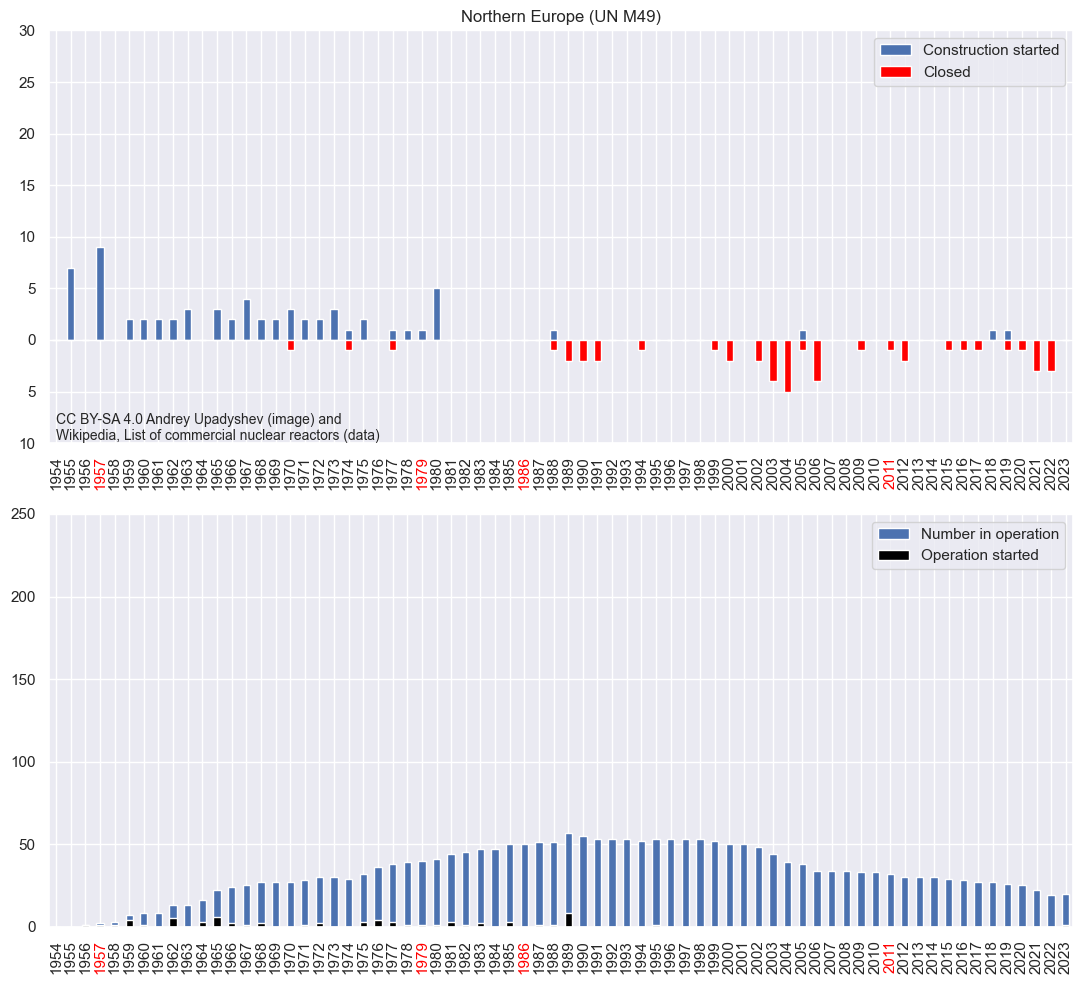 Northern Europe (UN M49)
30
25
20
15
10
5
0
5
10
Construction started
Closed
CC BY-SA 4.0 Andrey Upadyshev (image) and
Wikipedia, List of commercial nuclear reactors (data)
1954 1955 1956 1957 1958 1959 1960 1961 1962 1963 1964 1965 1966 1967 1968 1969 1970 1971 1972 1973 1974 1975 1976 1977 1978 1979 1980 1981 1982 1983 1984 1985 1986 1987 1988 1989 1990 1991 1992 1993 1994 1995 1996 1997 1998 1999 2000 2001 2002 2003 2004 2005 2006 2007 2008 2009 2010 2011 2012 2013 2014 2015 2016 2017 2018 2019 2020 2021 2022 2023
250
200
150
100
50
0
Number in operation
Operation started
1954 1955 1956 1957 1958 1959 1960 1961 1962 1963 1964 1965 1966 1967 1968 1969 1970 1971 1972 1973 1974 1975 1976 1977 1978 1979 1980 1981 1982 1983 1984 1985 1986 1987 1988 1989 1990 1991 1992 1993 1994 1995 1996 1997 1998 1999 2000 2001 2002 2003 2004 2005 2006 2007 2008 2009 2010 2011 2012 2013 2014 2015 2016 2017 2018 2019 2020 2021 2022 2023